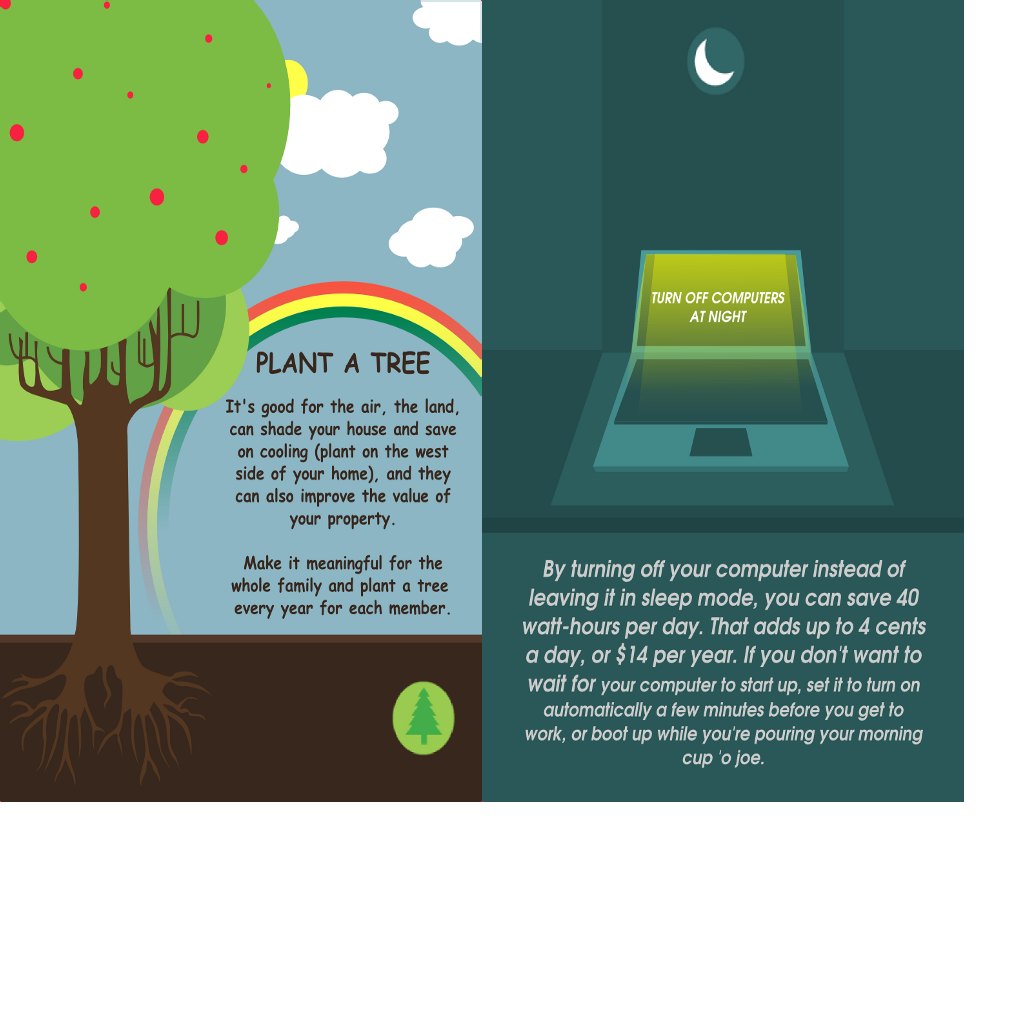 PLANT A TREE
It's good for the air, the land,
can shade your house and save
on cooling (plant on the west
side of your home), and they
can also improve the value of
your property.
Make it meaningful for the
whole family and plant a tree
every year for each member.
TURN OFF COMPUTERS
AT NIGHT
By turning off your computer instead of
leaving it in sleep mode, you can save 40
watt-hours per day. That adds up to 4 cents
a day, or $14 per year. If you don't want to
wait for your computer to start up, set it to turn on
automatically a few minutes before you get to
work, or boot up while you're pouring your morning
cup 'o joe.